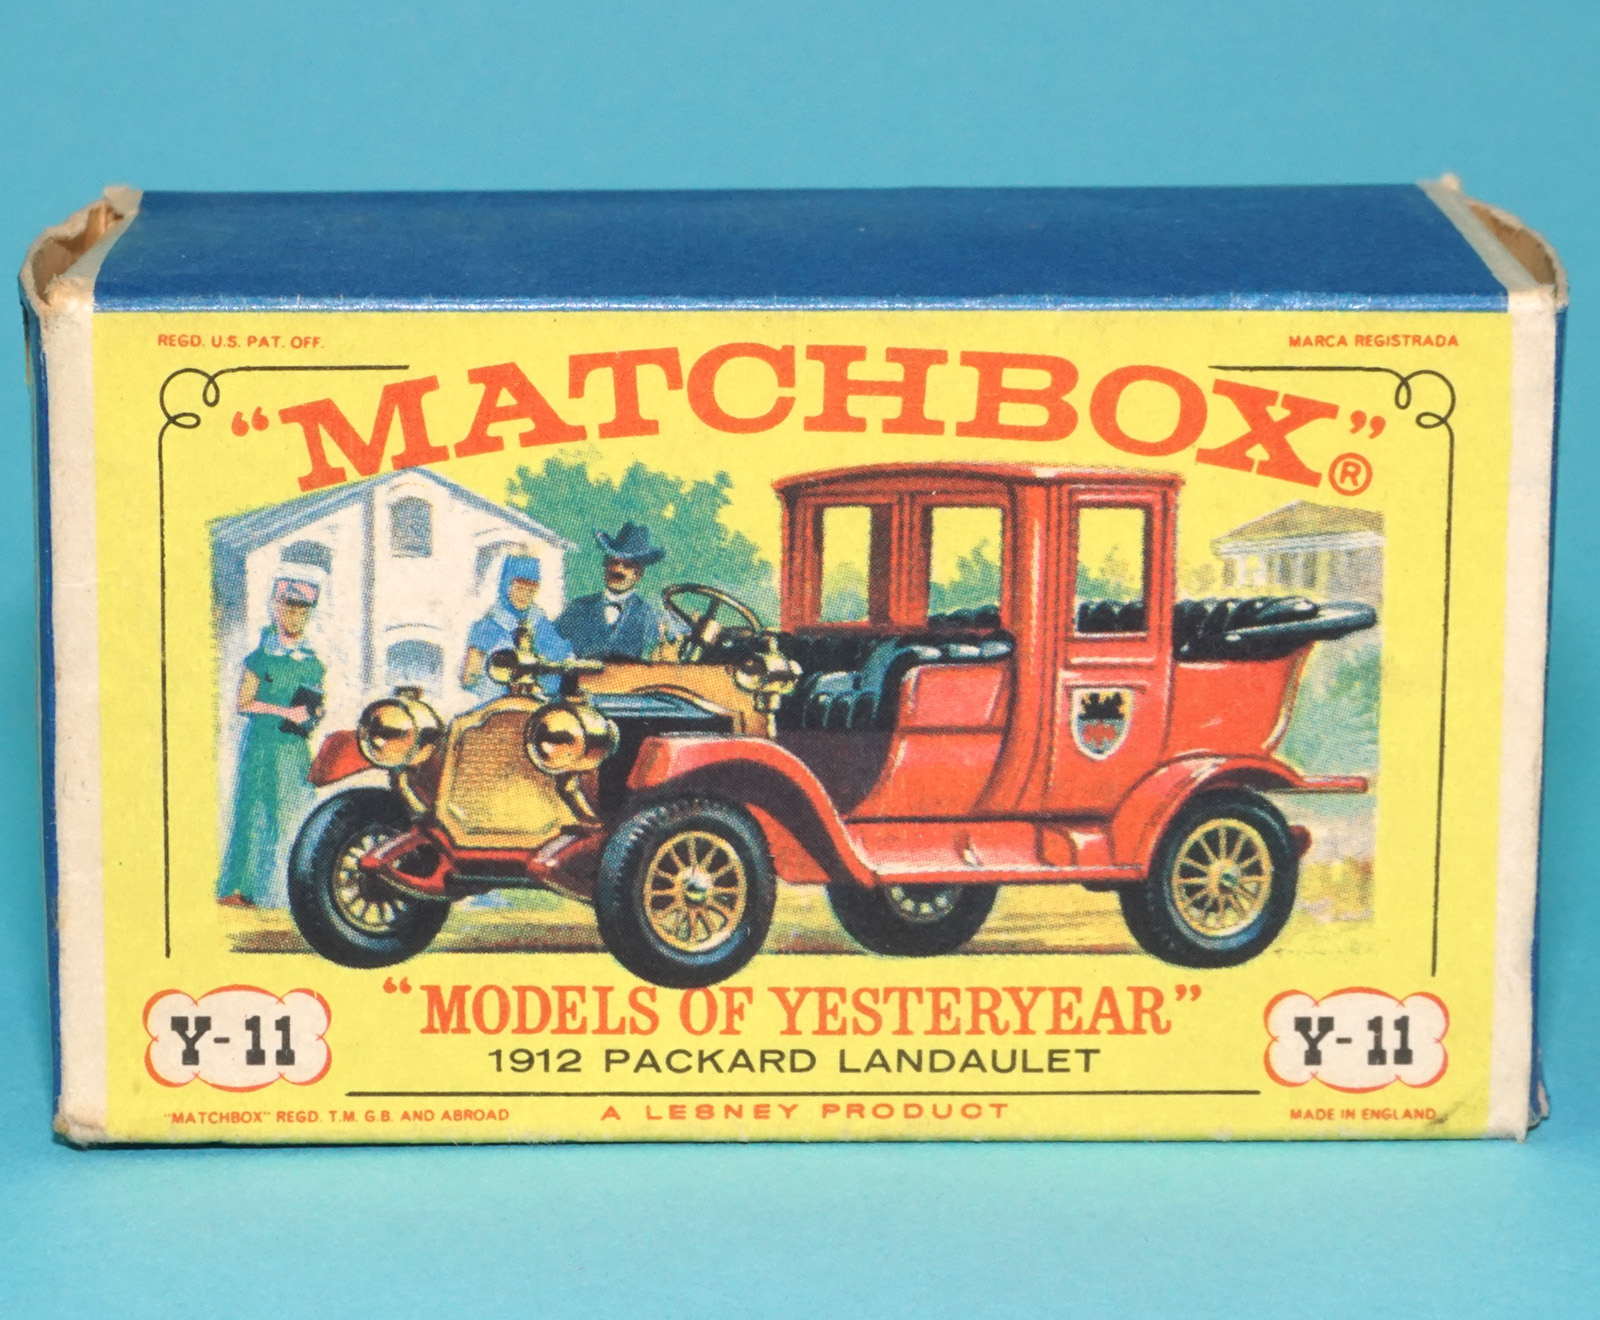 REGD. U.S. PAT. OFF.
MARCA REGISTRADA
"MATCHBOX"®
"MODELS OF YESTERYEAR"
Y-11
1912 PACKARD LANDAULET
Y-11
"MATCHBOX" REGD. T.M. G.B. AND ABROAD
A LESNEY PRODUCT
MADE IN ENGLAND